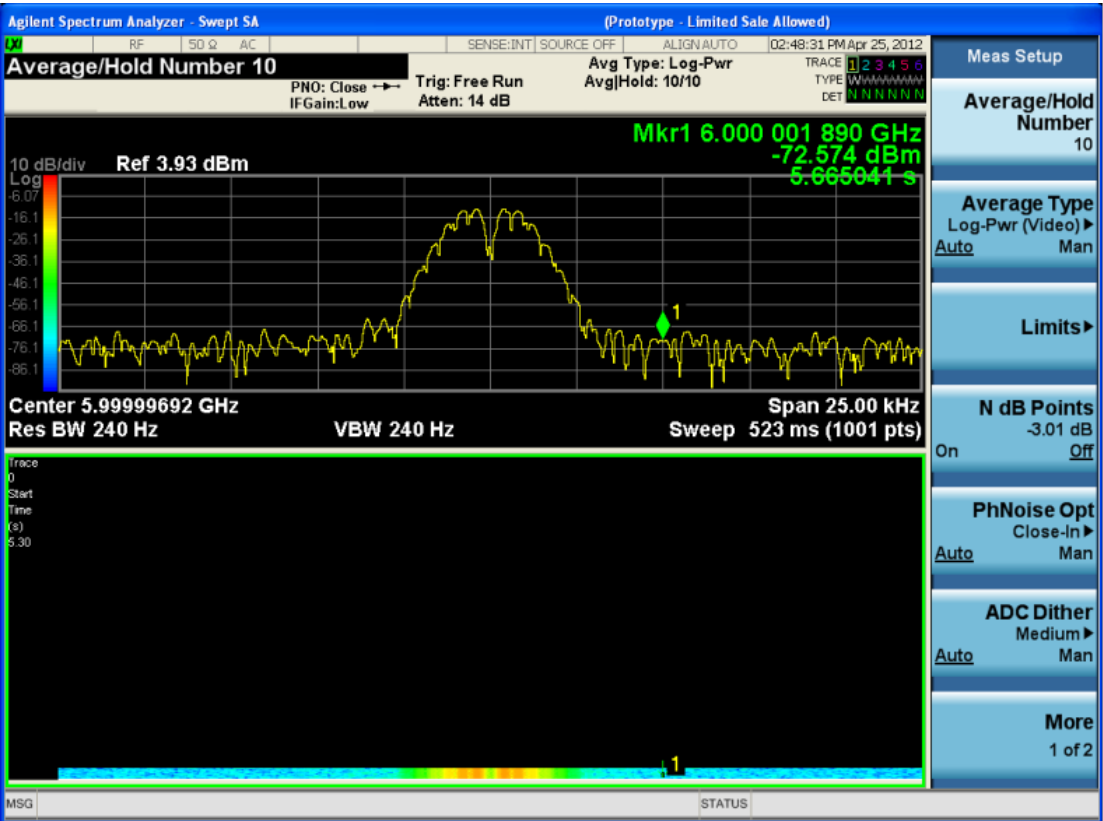 Agilent Spectrum Analyzer - Swept SA (Prototype - Limited Sale Allowed)
LXI RF 50 Ω AC SENSE:INT SOURCE OFF ALIGN AUTO 02:48:31 PM Apr 25, 2012
Average/Hold Number 10
PNO: Close
IFGain:Low
Trig: Free Run
Atten: 14 dB
Avg Type: Log-Pwr
Avg|Hold: 10/10
TRACE 1 2 3 4 5 6
TYPE WWWWWW
DET N N N N N N
Mkr1 6.000 001 890 GHz
-72.574 dBm
5.665041 s
10 dB/div Ref 3.93 dBm
Log
-6.07
-16.1
-26.1
-36.1
-46.1
-56.1
-66.1
-76.1
-86.1
1
Center 5.99999692 GHz Span 25.00 kHz
Res BW 240 Hz VBW 240 Hz Sweep 523 ms (1001 pts)
Trace
0
Start
Time
(s)
5.30
1
MSG STATUS
Meas Setup
Average/Hold
Number
10
Average Type
Log-Pwr (Video)
Auto Man
Limits
N dB Points
-3.01 dB
On Off
PhNoise Opt
Close-In
Auto Man
ADC Dither
Medium
Auto Man
More
1 of 2